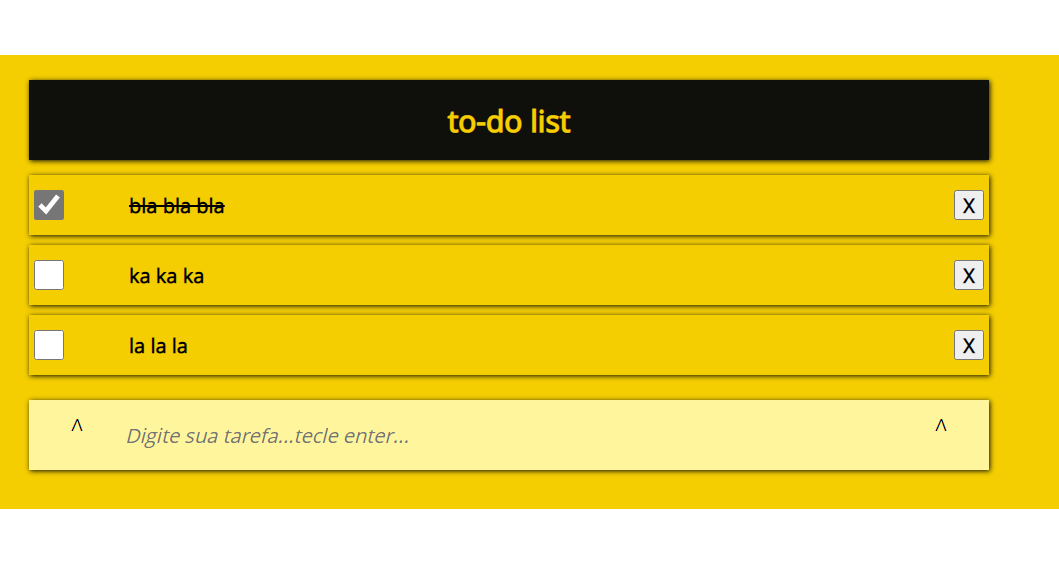 to-do list
bla bla bla X
ka ka ka X
la la la X
^ Digite sua tarefa...tecle enter... ^